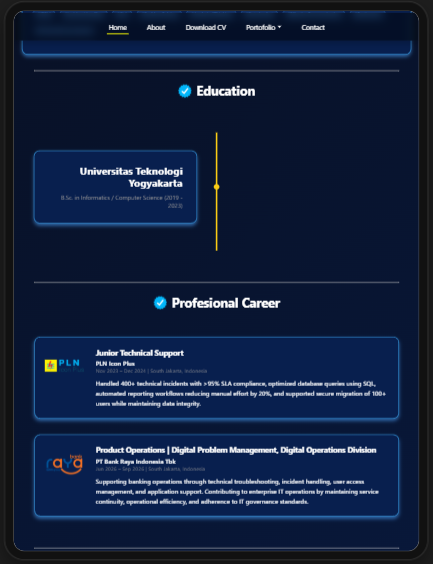 Home About Download CV Portofolio Contact
Education
Universitas Teknologi
Yogyakarta
B.Sc. in Informatics / Computer Science (2019 -
2023)
Profesional Career
PLN
Icon Plus
Junior Technical Support
PLN Icon Plus
Nov 2023 – Dec 2024 | South Jakarta, Indonesia
Handled 400+ technical incidents with >95% SLA compliance, optimized database queries using SQL,
automated reporting workflows reducing manual effort by 20%, and supported secure migration of 100+
users while maintaining data integrity.
bank
raya
Product Operations | Digital Problem Management, Digital Operations Division
PT Bank Raya Indonesia Tbk
2025 | South Jakarta, Indonesia
Supporting banking operations through technical troubleshooting, incident handling, user access
management, and application support. Contributing to enterprise IT operations by maintaining service
continuity, operational efficiency, and adherence to IT governance standards.